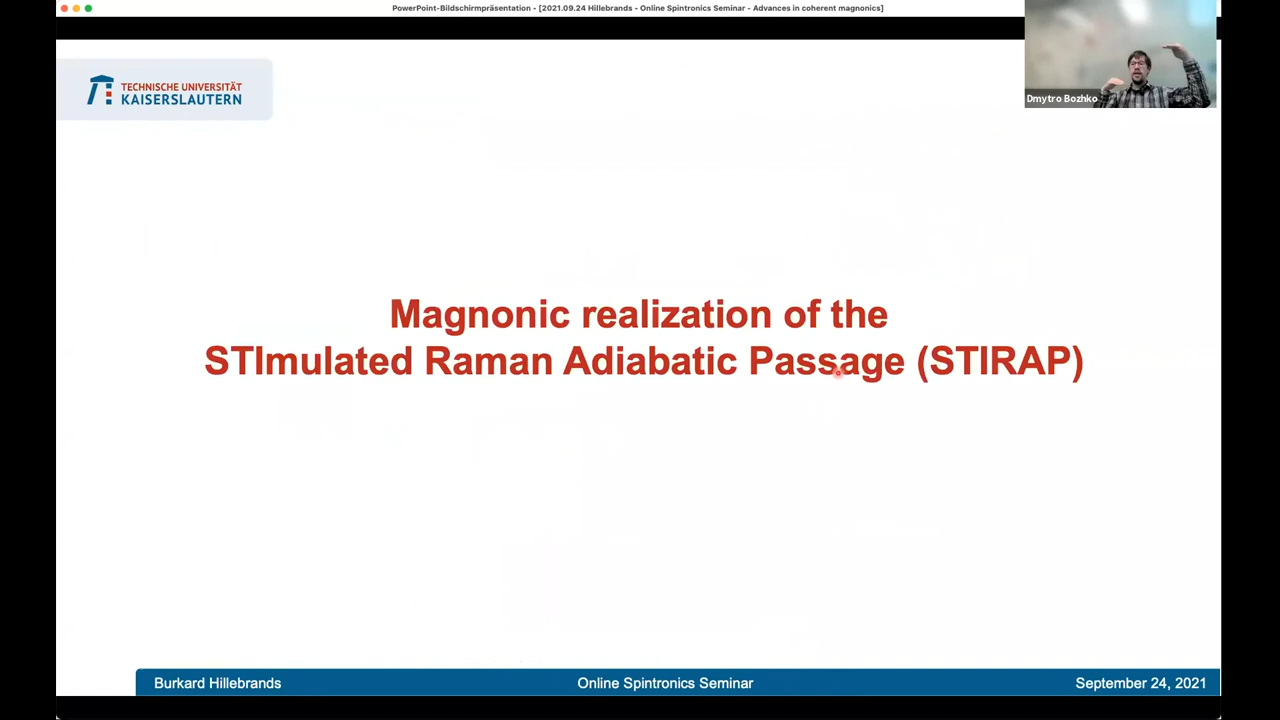 PowerPoint-Bildschirmpräsentation - [2021.09.24 Hillebrands - Online Spintronics Seminar - Advances in coherent magnonics]
TECHNISCHE UNIVERSITÄT
KAISERSLAUTERN
Dmytro Bozhko
Magnonic realization of the
STImulated Raman Adiabatic Passage (STIRAP)
Burkard Hillebrands
Online Spintronics Seminar
September 24, 2021